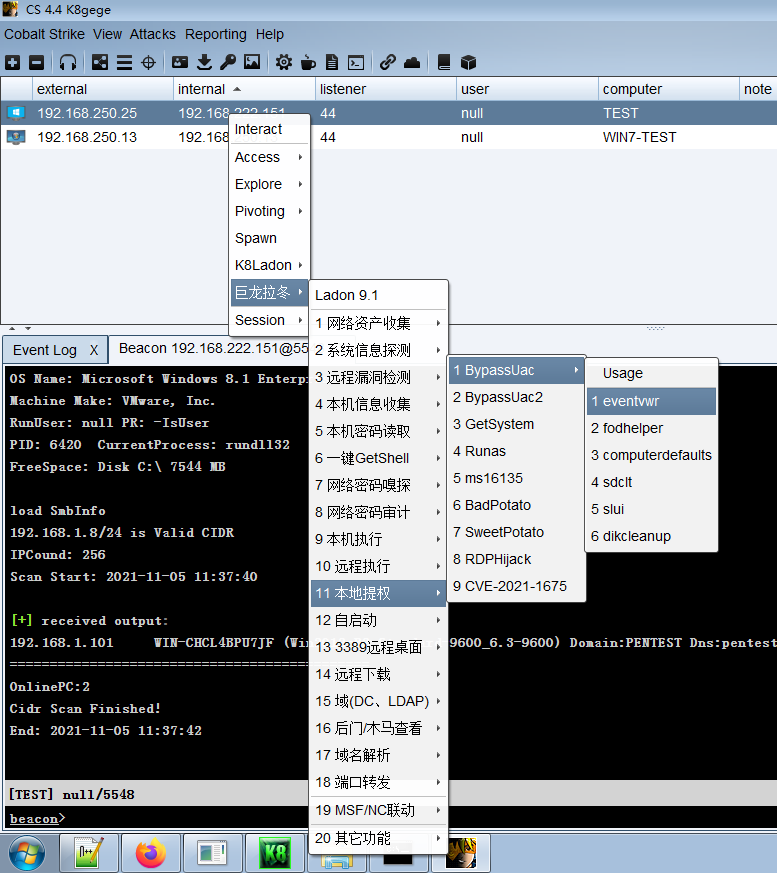 CS 4.4 K8gege
Cobalt Strike View Attacks Reporting Help
external internal listener user computer note
192.168.250.25 192.168.222.151 44 null TEST
192.168.250.13 192.168 44 null WIN7-TEST
Interact
Access
Explore
Pivoting
Spawn
K8Ladon
巨龙拉冬
Session
Ladon 9.1
1 网络资产收集
2 系统信息探测
3 远程漏洞检测
4 本机信息收集
5 本机密码读取
6 一键GetShell
7 网络密码嗅探
8 网络密码审计
9 本机执行
10 远程执行
11 本地提权
12 自启动
13 3389远程桌面
14 远程下载
15 域(DC、LDAP)
16 后门/木马查看
17 域名解析
18 端口转发
19 MSF/NC联动
20 其它功能
1 BypassUac
2 BypassUac2
3 GetSystem
4 Runas
5 ms16135
6 BadPotato
7 SweetPotato
8 RDPHijack
9 CVE-2021-1675
Usage
1 eventvwr
2 fodhelper
3 computerdefaults
4 sdclt
5 slui
6 dikcleanup
Event Log X Beacon 192.168.222.151@55
OS Name: Microsoft Windows 8.1 Enterpr
Machine Make: VMware, Inc.
RunUser: null PR: -IsUser
PID: 6420 CurrentProcess: rundll32
FreeSpace: Disk C:\ 7544 MB
load SmbInfo
192.168.1.8/24 is Valid CIDR
IPCound: 256
Scan Start: 2021-11-05 11:37:40
[+] received output:
192.168.1.101 WIN-CHCL4BPU7JF (Win 9600_6.3-9600) Domain:PENTEST Dns:pentest
=============================================
OnlinePC:2
Cidr Scan Finished!
End: 2021-11-05 11:37:42
[TEST] null/5548
beacon>
K8